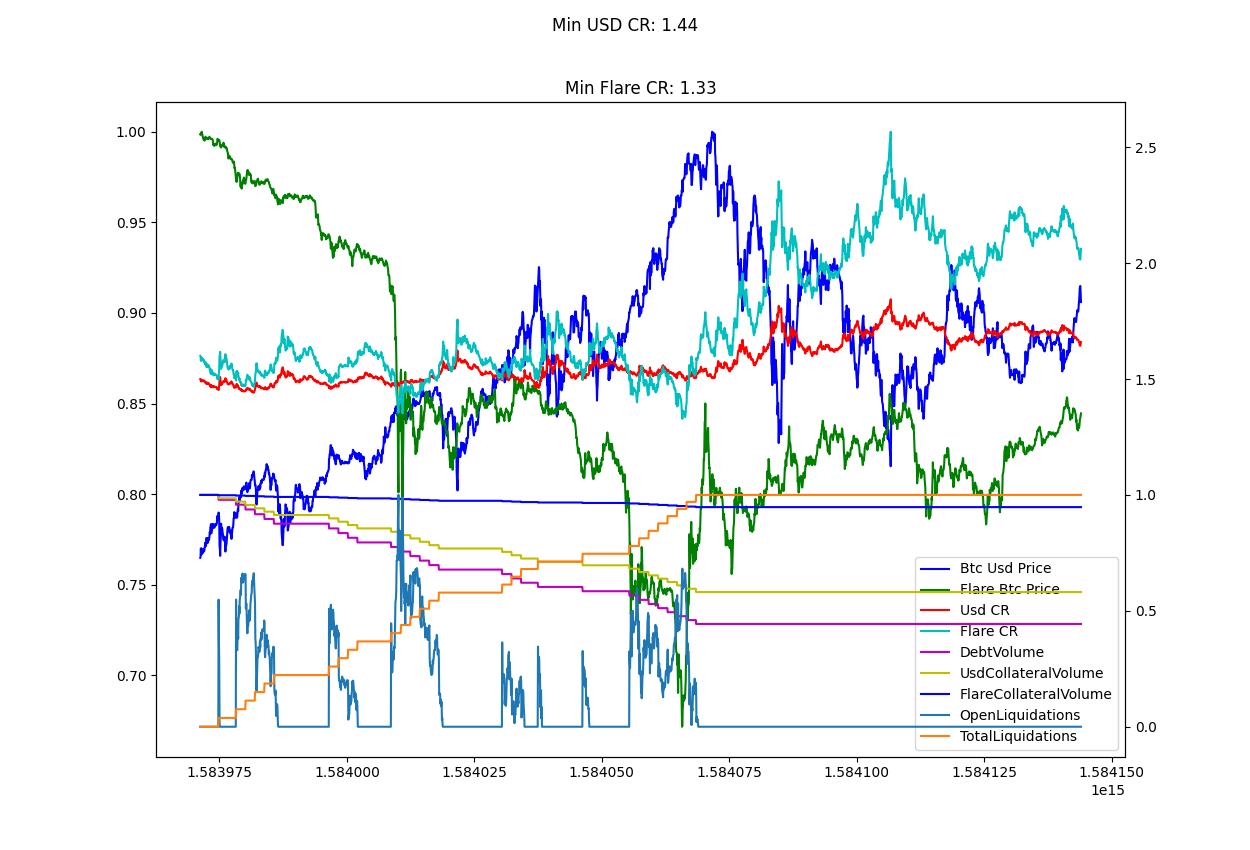 Min USD CR: 1.44
Min Flare CR: 1.33
1.00
0.95
0.90
0.85
0.80
0.75
0.70
2.5
2.0
1.5
1.0
0.5
0.0
Btc Usd Price
Flare Btc Price
Usd CR
Flare CR
DebtVolume
UsdCollateralVolume
FlareCollateralVolume
OpenLiquidations
TotalLiquidations
1.583975 1.584000 1.584025 1.584050 1.584075 1.584100 1.584125 1.584150
1e15